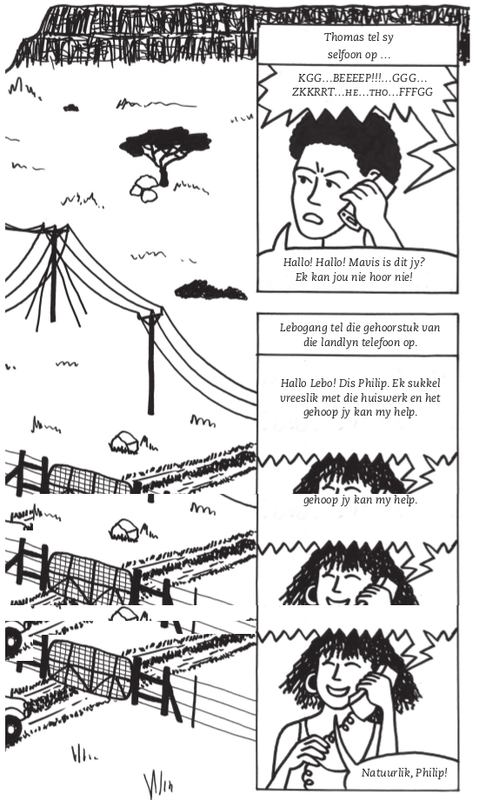 Thomas tel sy
selfoon op ...
KGG...BEEEEP!!!...GGG...
ZKKRRT...HE...THO...FFFGG
Hallo! Hallo! Mavis is dit jy?
Ek kan jou nie hoor nie!
Lebogang tel die gehoorstuk van
die landlyn telefoon op.
Hallo Lebo! Dis Philip. Ek sukkel
vreeslik met die huiswerk en het
gehoop jy kan my help.
gehoop jy kan my help.
Natuurlik, Philip!